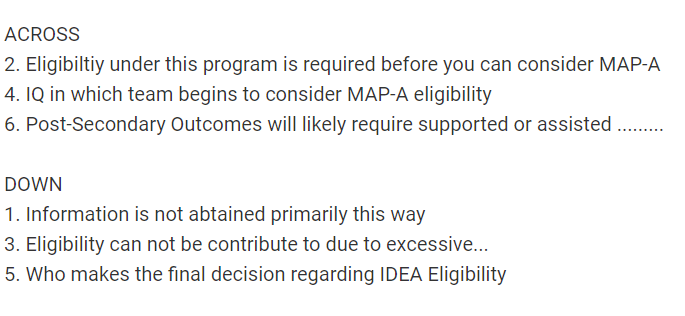 ACROSS
2. Eligibiltiy under this program is required before you can consider MAP-A
4. IQ in which team begins to consider MAP-A eligibility
6. Post-Secondary Outcomes will likely require supported or assisted .........
DOWN
1. Information is not abtained primarily this way
3. Eligibility can not be contribute to due to excessive...
5. Who makes the final decision regarding IDEA Eligibility